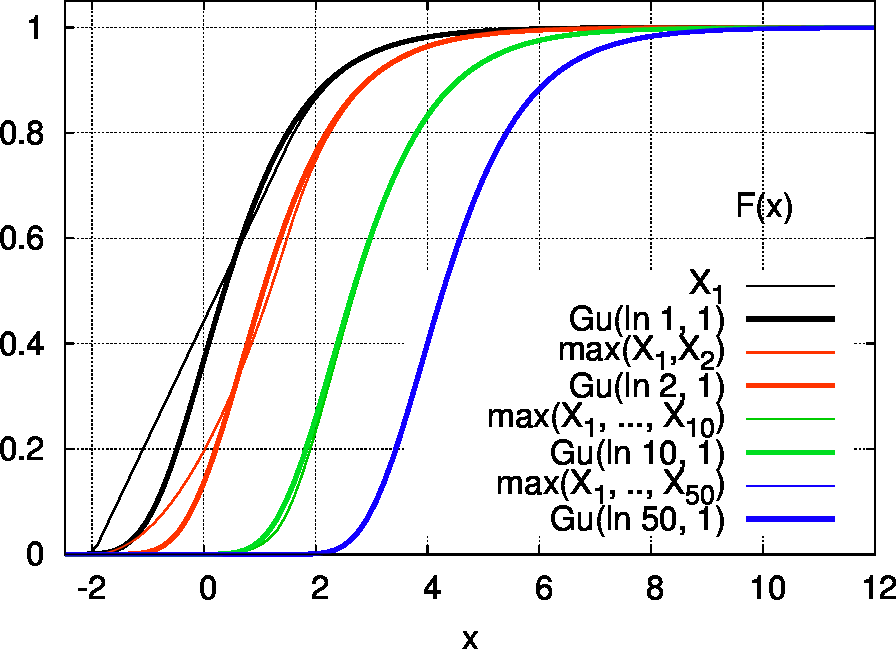 1
0.8
0.6
0.4
0.2
0
F(x)
X1
Gu(ln 1, 1)
max(X1,X2)
Gu(ln 2, 1)
max(X1, ..., X10)
Gu(ln 10, 1)
max(X1, .., X50)
Gu(ln 50, 1)
-2 0 2 4 6 8 10 12
x